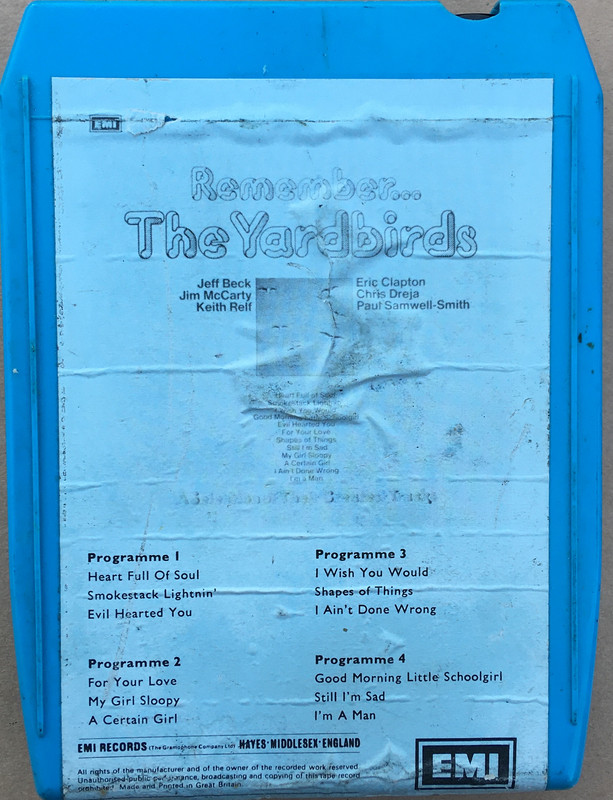 EMI
Remember...
The Yardbirds
Jeff Beck
Jim McCarty
Keith Relf
Eric Clapton
Chris Dreja
Paul Samwell-Smith
Heart Full of Soul
Smokestack
Good Morning
Evil Hearted You
For Your Love
Shapes of Things
Still I'm Sad
My Girl Sloopy
A Certain Girl
I Ain't Done Wrong
I'm a Man
Programme 1
Heart Full Of Soul
Smokestack Lightnin'
Evil Hearted You
Programme 2
For Your Love
My Girl Sloopy
A Certain Girl
Programme 3
I Wish You Would
Shapes of Things
I Ain't Done Wrong
Programme 4
Good Morning Little Schoolgirl
Still I'm Sad
I'm A Man
EMI RECORDS (The Gramophone Company Ltd) HAYES·MIDDLESEX·ENGLAND
All rights of the manufacturer and of the owner of the recorded work reserved
Unauthorised public performance, broadcasting and copying of this tape record
prohibited Made and Printed in Great Britain.
EMI